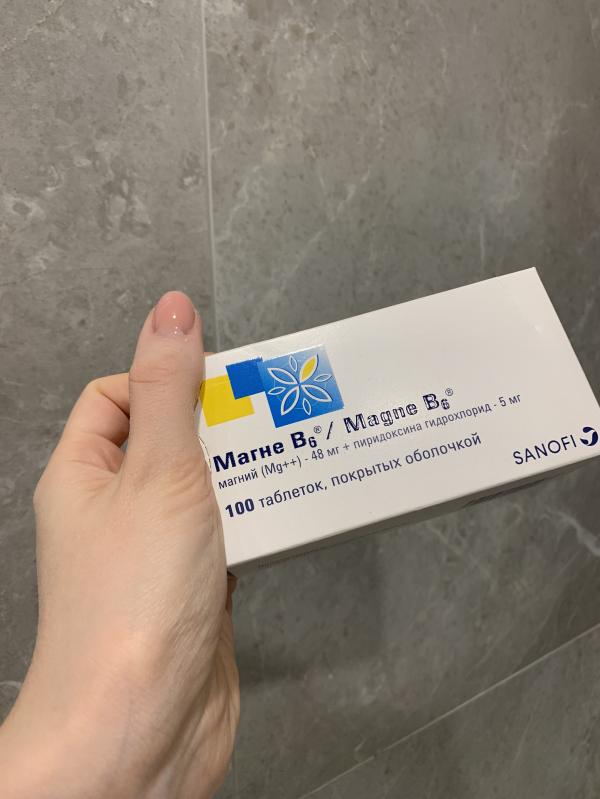 Магне B₆® / Magne B₆®
магний (Mg++) - 48 мг + пиридоксина гидрохлорид - 5 мг
100 таблеток, покрытых оболочкой
SANOFI